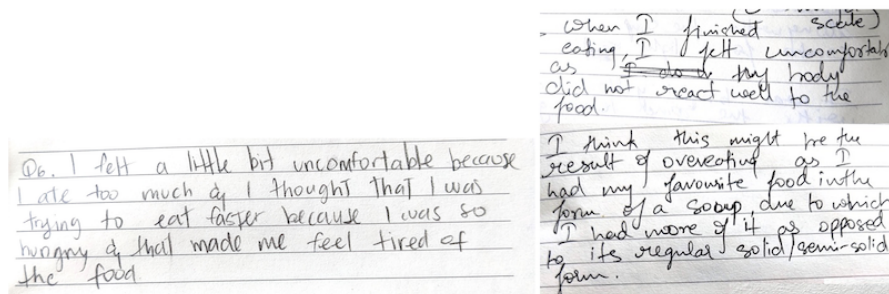 Q6. I felt a little bit uncomfortable because
I ate too much & I thought that I was
trying to eat faster because I was so
hungry & that made me feel tired of
the food
scale)
. When I finished
eating, I felt uncomfortab
as I do d my body
did not react well to the
food.
I think this might be the
result of overeating as I
had my favourite food in the
form of a soup, due to which
I had more of it as opposed
to its regular solid/semi-solid
form.